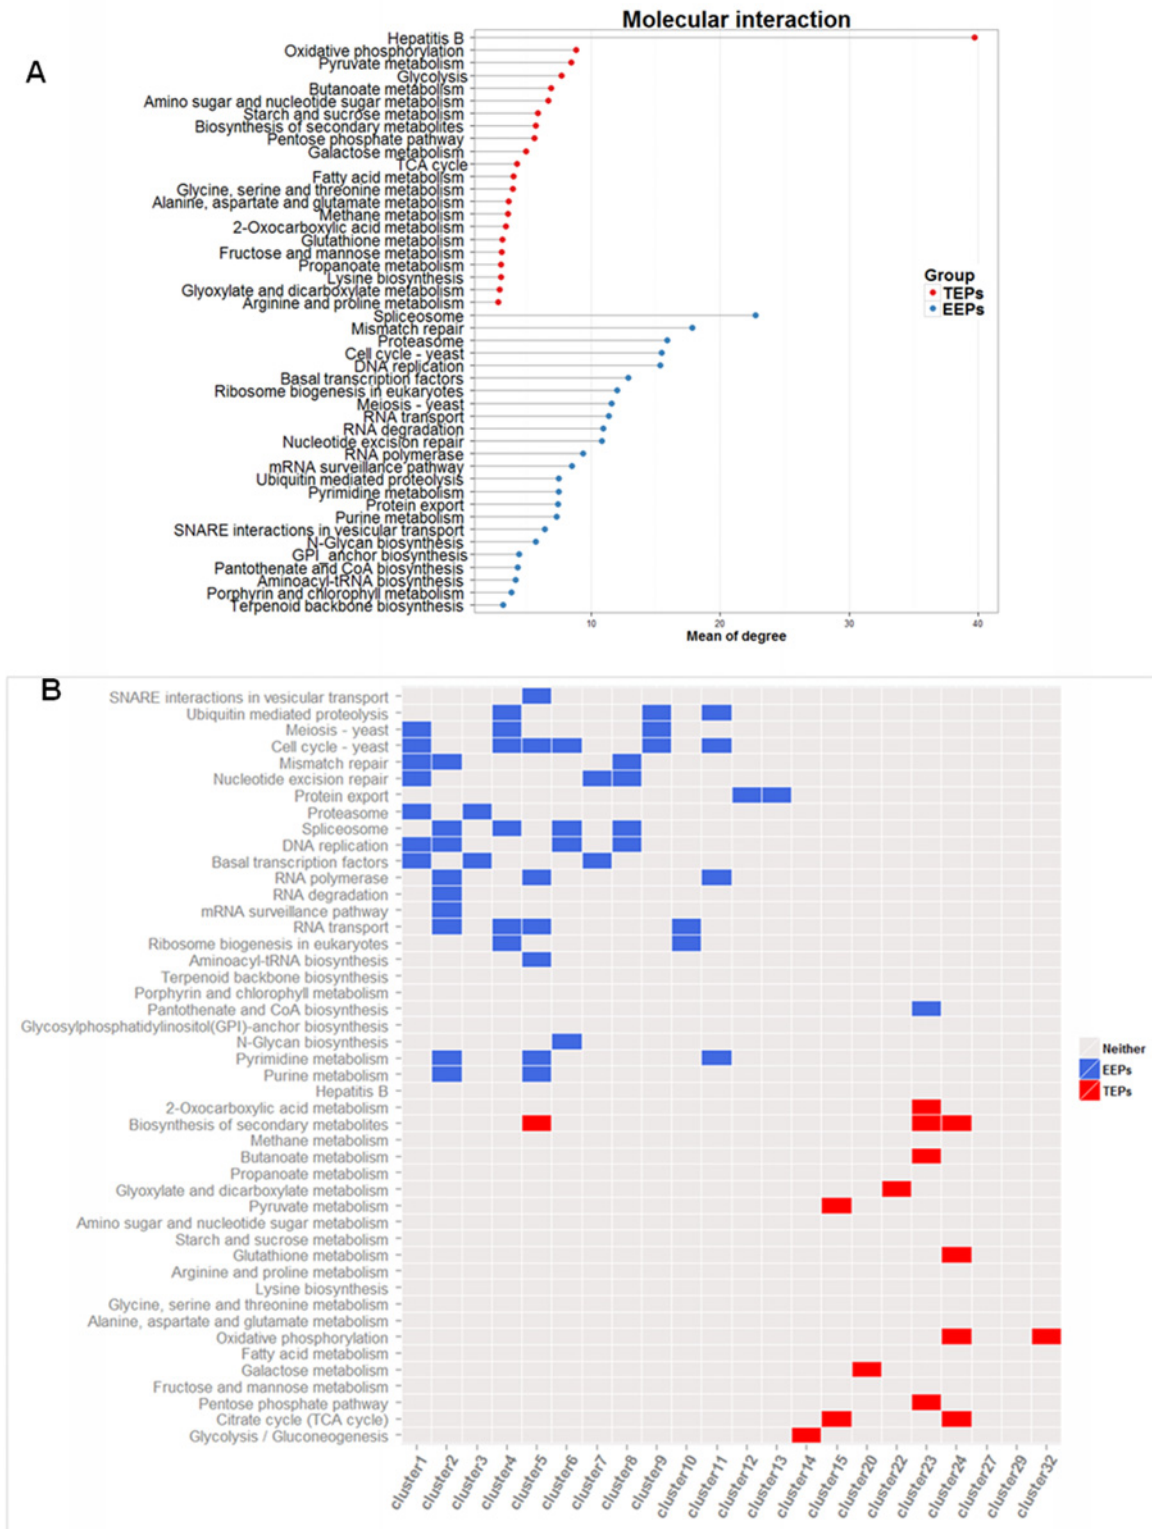 Molecular interaction
A
Hepatitis B
Oxidative phosphorylation
Pyruvate metabolism
Glycolysis
Butanoate metabolism
Amino sugar and nucleotide sugar metabolism
Starch and sucrose metabolism
Biosynthesis of secondary metabolites
Pentose phosphate pathway
Galactose metabolism
TCA cycle
Fatty acid metabolism
Glycine, serine and threonine metabolism
Alanine, aspartate and glutamate metabolism
Methane metabolism
2-Oxocarboxylic acid metabolism
Glutathione metabolism
Fructose and mannose metabolism
Propanoate metabolism
Lysine biosynthesis
Glyoxylate and dicarboxylate metabolism
Arginine and proline metabolism
Spliceosome
Mismatch repair
Proteasome
Cell cycle - yeast
DNA replication
Basal transcription factors
Ribosome biogenesis in eukaryotes
Meiosis - yeast
RNA transport
RNA degradation
Nucleotide excision repair
RNA polymerase
mRNA surveillance pathway
Ubiquitin mediated proteolysis
Pyrimidine metabolism
Protein export
Purine metabolism
SNARE interactions in vesicular transport
N-Glycan biosynthesis
GPI_anchor biosynthesis
Pantothenate and CoA biosynthesis
Aminoacyl-tRNA biosynthesis
Porphyrin and chlorophyll metabolism
Terpenoid backbone biosynthesis
Group
TEPs
EEPs
10 20 30 40
Mean of degree
B
SNARE interactions in vesicular transport
Ubiquitin mediated proteolysis
Meiosis - yeast
Cell cycle - yeast
Mismatch repair
Nucleotide excision repair
Protein export
Proteasome
Spliceosome
DNA replication
Basal transcription factors
RNA polymerase
RNA degradation
mRNA surveillance pathway
RNA transport
Ribosome biogenesis in eukaryotes
Aminoacyl-tRNA biosynthesis
Terpenoid backbone biosynthesis
Porphyrin and chlorophyll metabolism
Pantothenate and CoA biosynthesis
Glycosylphosphatidylinositol(GPI)-anchor biosynthesis
N-Glycan biosynthesis
Pyrimidine metabolism
Purine metabolism
Hepatitis B
2-Oxocarboxylic acid metabolism
Biosynthesis of secondary metabolites
Methane metabolism
Butanoate metabolism
Propanoate metabolism
Glyoxylate and dicarboxylate metabolism
Pyruvate metabolism
Amino sugar and nucleotide sugar metabolism
Starch and sucrose metabolism
Glutathione metabolism
Arginine and proline metabolism
Lysine biosynthesis
Glycine, serine and threonine metabolism
Alanine, aspartate and glutamate metabolism
Oxidative phosphorylation
Fatty acid metabolism
Galactose metabolism
Fructose and mannose metabolism
Pentose phosphate pathway
Citrate cycle (TCA cycle)
Glycolysis / Gluconeogenesis
Neither
EEPs
TEPs
cluster1 cluster2 cluster3 cluster4 cluster5 cluster6 cluster7 cluster8 cluster9 cluster10 cluster11 cluster12 cluster13 cluster14 cluster15 cluster20 cluster22 cluster23 cluster24 cluster27 cluster29 cluster32